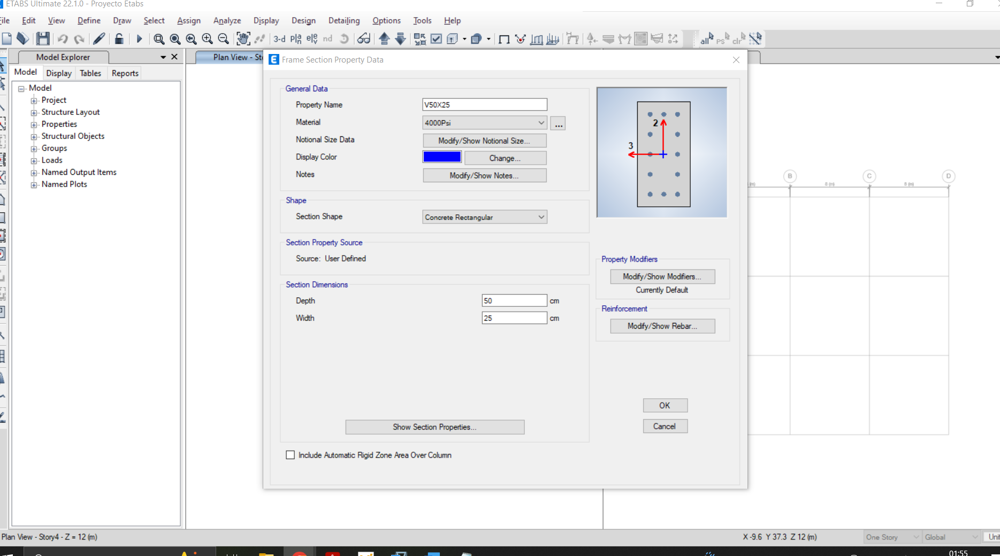 ETABS Ultimate 22.1.0 - Proyecto Etabs
File Edit View Define Draw Select Assign Analyze Display Design Detailing Options Tools Help
3-d nd all ps clr
Model Explorer
Plan View - Sto
Model Display Tables Reports
Model
Project
Structure Layout
Properties
Structural Objects
Groups
Loads
Named Output Items
Named Plots
Frame Section Property Data
General Data
Property Name V50X25
Material 4000Psi ...
Notional Size Data Modify/Show Notional Size...
Display Color Change...
Notes Modify/Show Notes...
Shape
Section Shape Concrete Rectangular
Section Property Source
Source: User Defined
Section Dimensions
Depth 50 cm
Width 25 cm
Show Section Properties...
Include Automatic Rigid Zone Area Over Column
2
3
Property Modifiers
Modify/Show Modifiers...
Currently Default
Reinforcement
Modify/Show Rebar...
OK
Cancel
B C D
(m) 8 (m) 8 (m)
Plan View - Story4 - Z = 12 (m)
X -9.6 Y 37.3 Z 12 (m)
One Story Global Unit
01:55